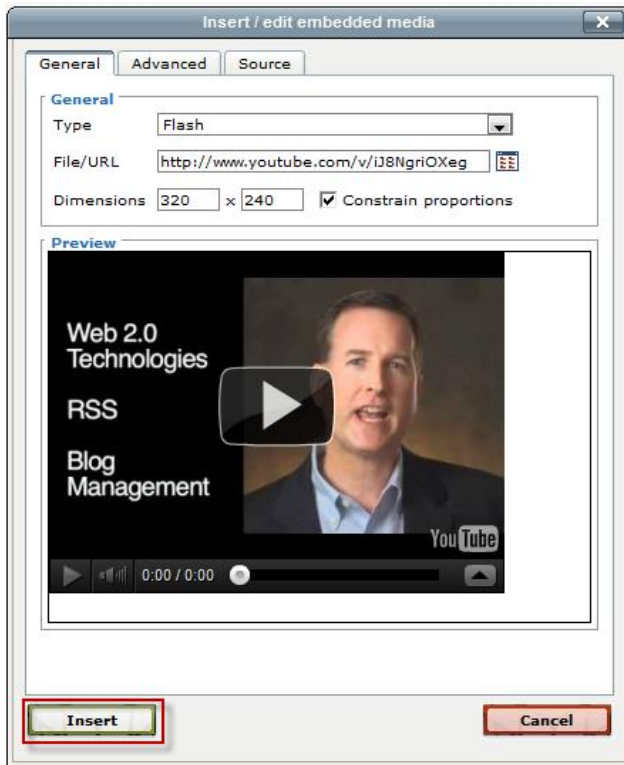 Insert / edit embedded media
General Advanced Source
General
Type Flash
File/URL http://www.youtube.com/v/iJ8NgriOXeg
Dimensions 320 x 240 Constrain proportions
Preview
Web 2.0
Technologies
RSS
Blog
Management
YouTube
0:00 / 0:00
Insert Cancel